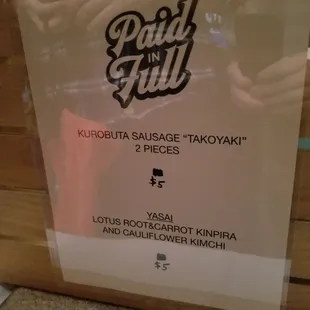 Paid
IN
Full
KUROBUTA SAUSAGE "TAKOYAKI"
2 PIECES
$5
YASAI
LOTUS ROOT&CARROT KINPIRA
AND CAULIFLOWER KIMCHI
$5